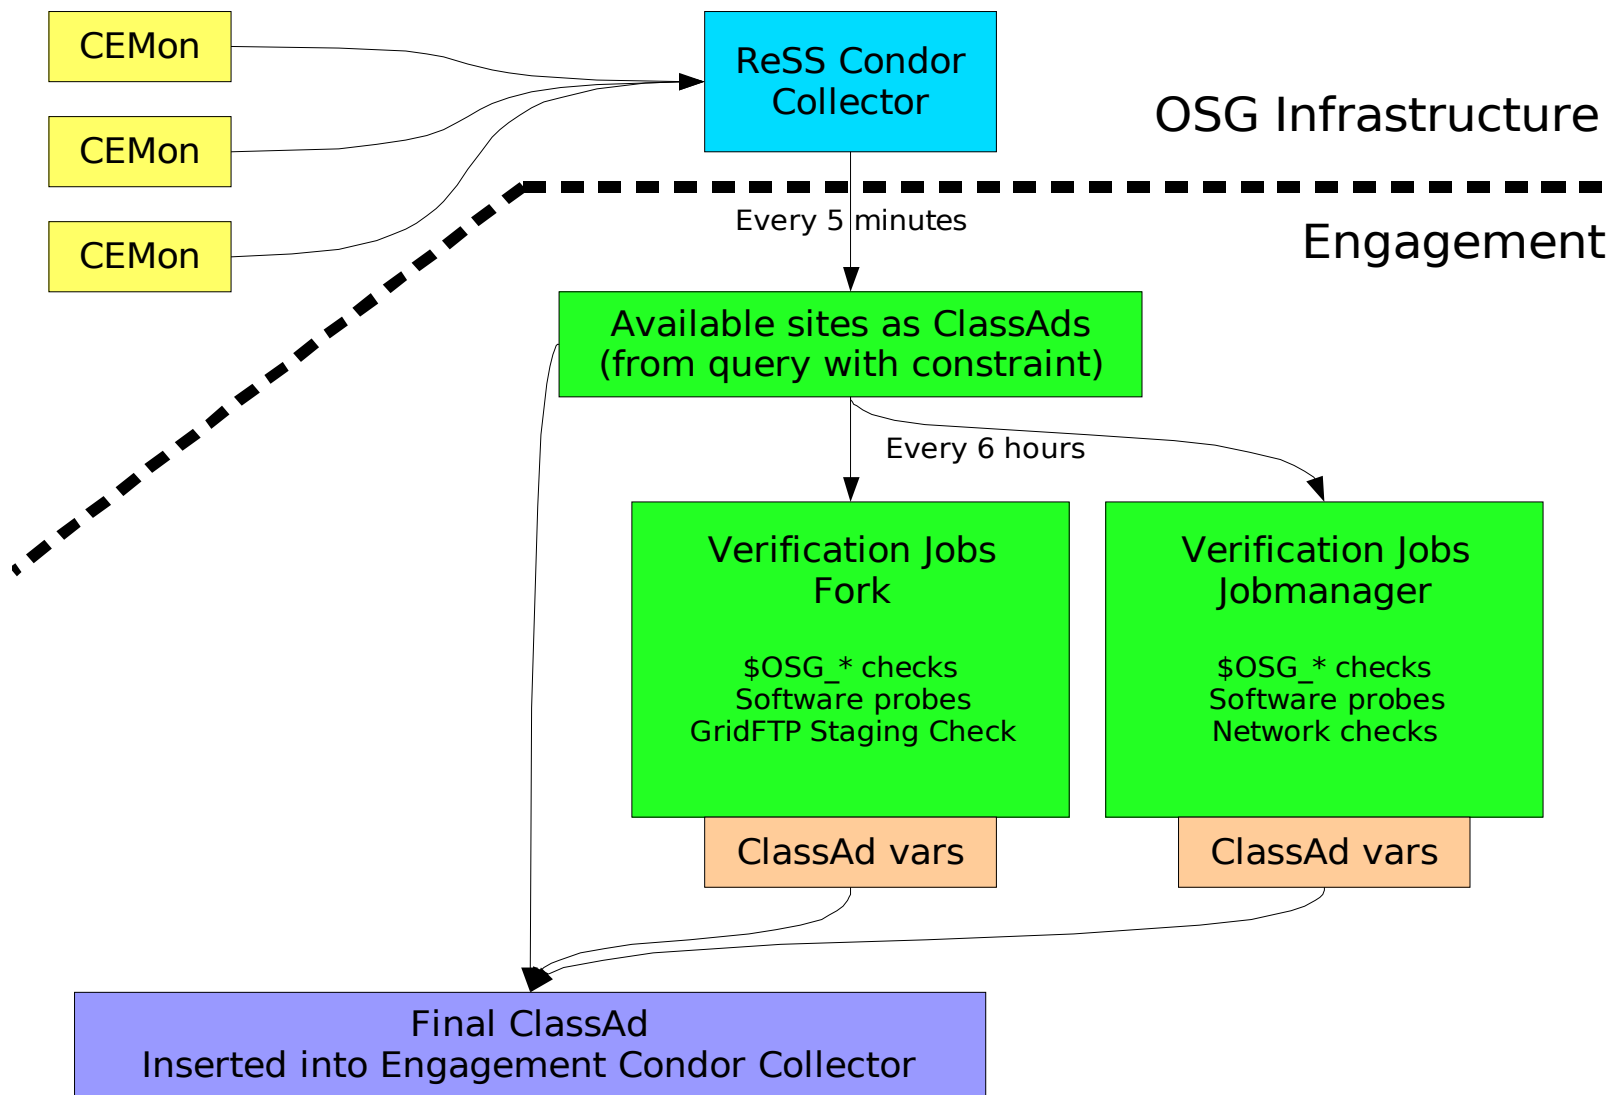 CEMon
ReSS Condor
Collector
OSG Infrastructure
CEMon
Every 5 minutes
Engagement
CEMon
Available sites as ClassAds
(from query with constraint)
Every 6 hours
Verification Jobs
Fork
$OSG_* checks
Software probes
GridFTP Staging Check
Verification Jobs
Jobmanager
$OSG_* checks
Software probes
Network checks
ClassAd vars
ClassAd vars
Final ClassAd
Inserted into Engagement Condor Collector